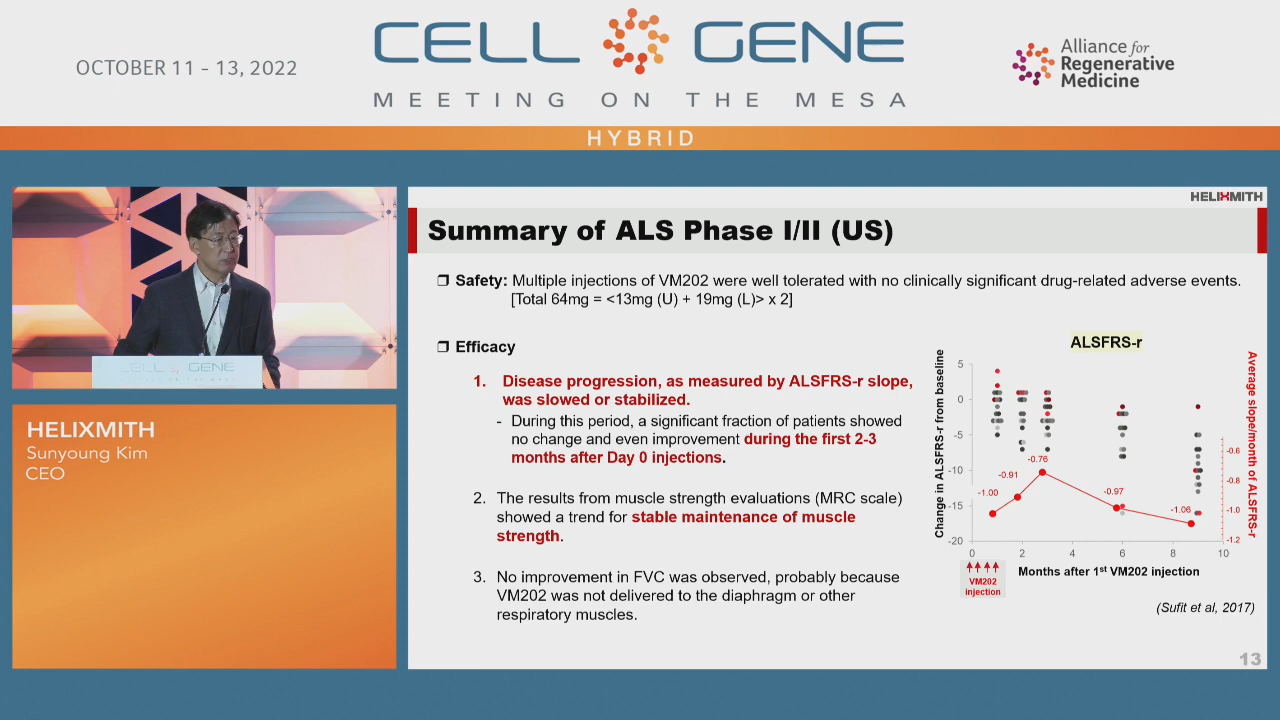 OCTOBER 11 - 13, 2022
CELL GENE
MEETING ON THE MESA
Alliance for
Regenerative
Medicine
HYBRID
CELL GENE
HELIXMITH
Sunyoung Kim
CEO
HELIXMITH
Summary of ALS Phase I/II (US)
❒ Safety: Multiple injections of VM202 were well tolerated with no clinically significant drug-related adverse events.
[Total 64mg = <13mg (U) + 19mg (L)> x 2]
❒ Efficacy
1. Disease progression, as measured by ALSFRS-r slope,
was slowed or stabilized.
- During this period, a significant fraction of patients showed
no change and even improvement during the first 2-3
months after Day 0 injections.
2. The results from muscle strength evaluations (MRC scale)
showed a trend for stable maintenance of muscle
strength.
3. No improvement in FVC was observed, probably because
VM202 was not delivered to the diaphragm or other
respiratory muscles.
ALSFRS-r
Change in ALSFRS-r from baseline
5
0
-5
-10
-15
-20
-1.00
-0.91
-0.76
-0.97
-1.06
-0.6
-0.8
-1.0
-1.2
Average slope/month of ALSFRS-r
0 2 4 6 8 10
Months after 1st VM202 injection
VM202
injection
(Sufit et al, 2017)
13